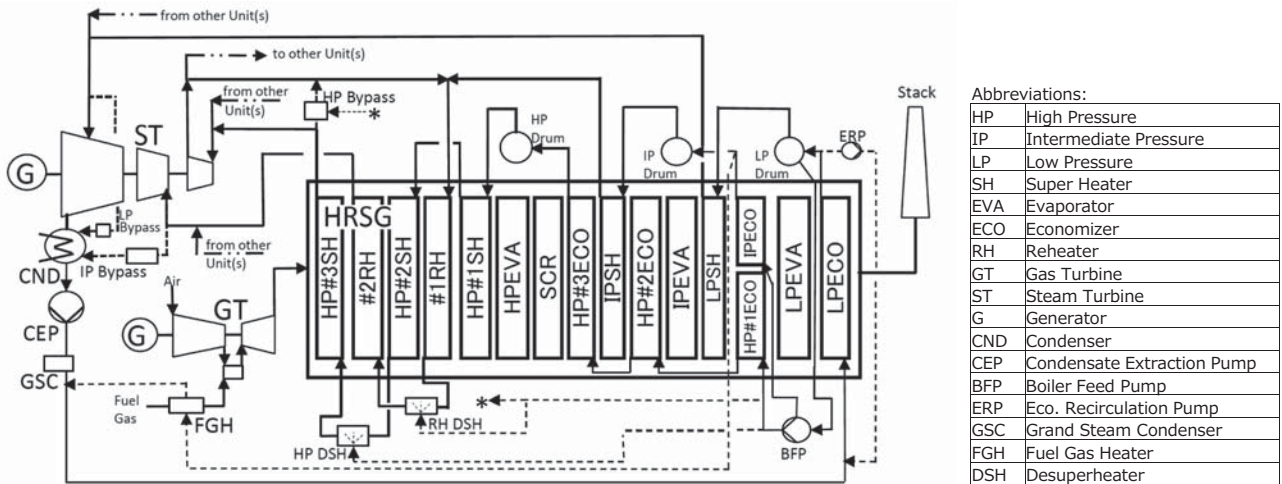 from other Unit(s)
to other Unit(s)
from other
Unit(s)
HP Bypass
*
ST
G
HP
Drum
IP
Drum
LP
Drum
ERP
Stack
LP
Bypass
CND
IP Bypass
from other
Unit(s)
HRSG
HP#3SH
#2RH
HP#2SH
#1RH
HP#1SH
HPEVA
SCR
HP#3ECO
IPSH
HP#2ECO
IPEVA
LPSH
IPECO
HP#1ECO
LPEVA
LPECO
Air
GT
G
CEP
GSC
Fuel
Gas
FGH
*
RH DSH
HP DSH
BFP
Abbreviations:
HP High Pressure
IP Intermediate Pressure
LP Low Pressure
SH Super Heater
EVA Evaporator
ECO Economizer
RH Reheater
GT Gas Turbine
ST Steam Turbine
G Generator
CND Condenser
CEP Condensate Extraction Pump
BFP Boiler Feed Pump
ERP Eco. Recirculation Pump
GSC Grand Steam Condenser
FGH Fuel Gas Heater
DSH Desuperheater